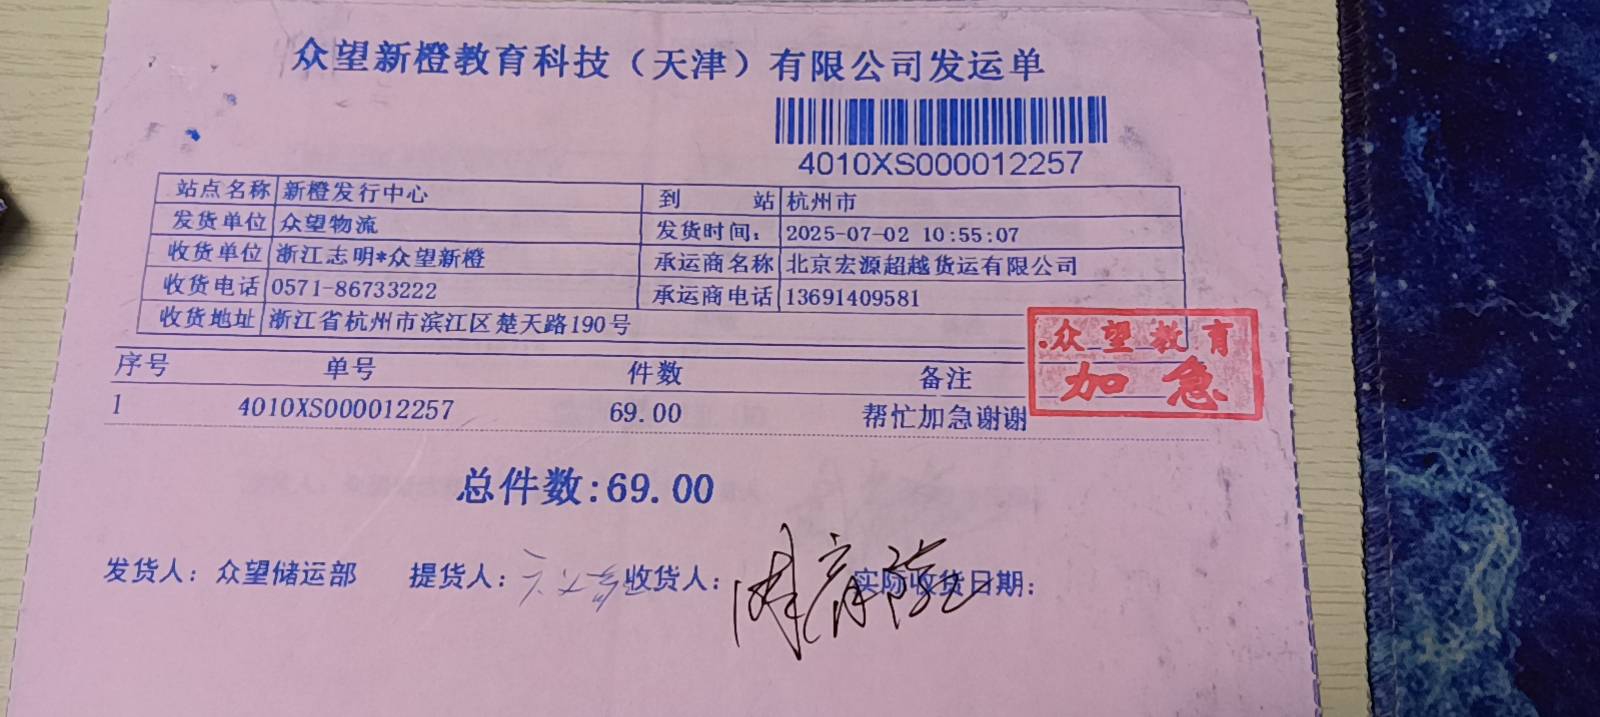 众望新橙教育科技（天津）有限公司发运单
4010XS000012257
站点名称 新橙发行中心 到 站 杭州市
发货单位 众望物流 发货时间： 2025-07-02 10:55:07
收货单位 浙江志明*众望新橙 承运商名称 北京宏源超越货运有限公司
收货电话 0571-86733222 承运商电话 13691409581
收货地址 浙江省杭州市滨江区楚天路190号
众望教育
加急
序号 单号 件数 备注
1 4010XS000012257 69.00 帮忙加急谢谢
总件数:69.00
发货人：众望储运部 提货人： 收货人： 实际收货日期：